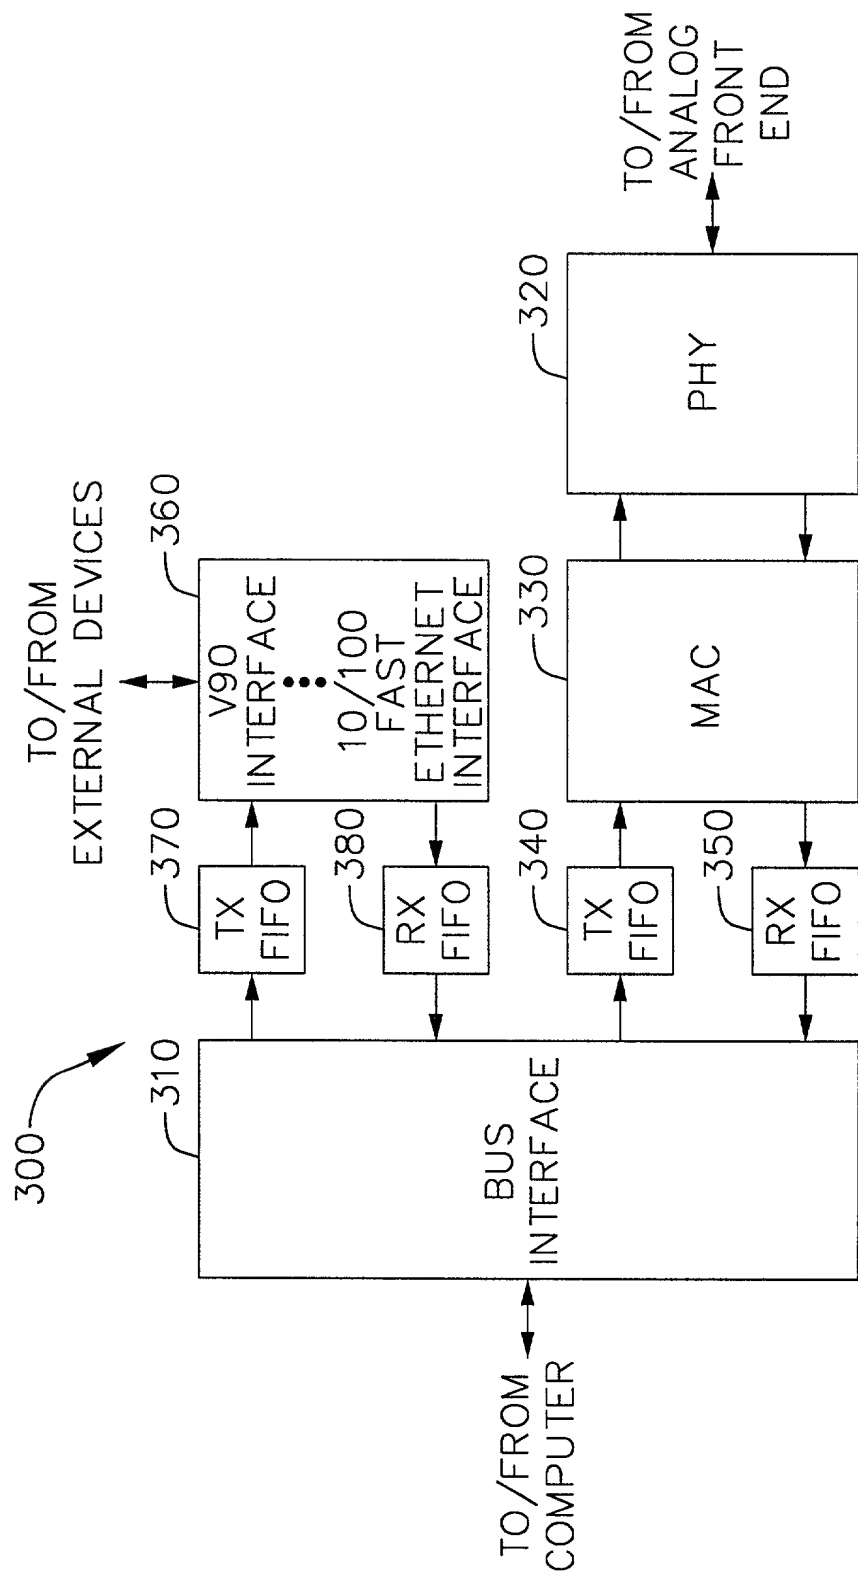 300
TO/FROM
EXTERNAL DEVICES
310
370
360
TX
FIFO
V90
INTERFACE
10/100
FAST
ETHERNET
INTERFACE
380
RX
FIFO
TO/FROM
COMPUTER
BUS
INTERFACE
340
TX
FIFO
330
MAC
320
PHY
TO/FROM
ANALOG
FRONT
END
350
RX
FIFO